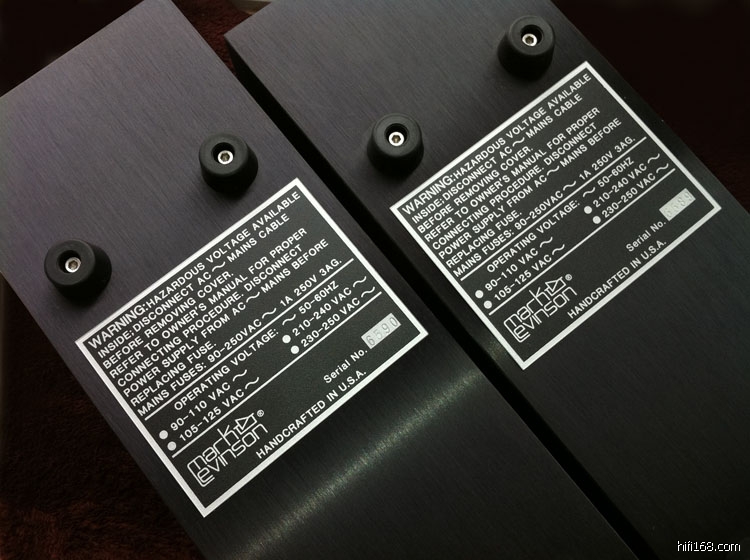 WARNING: HAZARDOUS VOLTAGE AVAILABLE
INSIDE: DISCONNECT AC ~ MAINS CABLE
BEFORE REMOVING COVER.
REFER TO OWNER'S MANUAL FOR PROPER
CONNECTING PROCEDURE. DISCONNECT
POWER SUPPLY FROM AC ~ MAINS BEFORE
REPLACING FUSE.
MAINS FUSES: 90-250VAC ~ 1A 250V 3AG.
OPERATING VOLTAGE: ~ 50-60HZ
90-110 VAC ~ 210-240 VAC ~
105-125 VAC ~ 230-250 VAC ~
Serial No. 6590
mark levinson®
HANDCRAFTED IN U.S.A.
WARNING: HAZARDOUS VOLTAGE AVAILABLE
INSIDE: DISCONNECT AC ~ MAINS CABLE
BEFORE REMOVING COVER.
REFER TO OWNER'S MANUAL FOR PROPER
CONNECTING PROCEDURE. DISCONNECT
POWER SUPPLY FROM AC ~ MAINS BEFORE
REPLACING FUSE.
MAINS FUSES: 90-250VAC ~ 1A 250V 3AG.
OPERATING VOLTAGE: ~ 50-60HZ
90-110 VAC ~ 210-240 VAC ~
105-125 VAC ~ 230-250 VAC ~
Serial No.
mark levinson®
HANDCRAFTED IN U.S.A.
hifi168.com